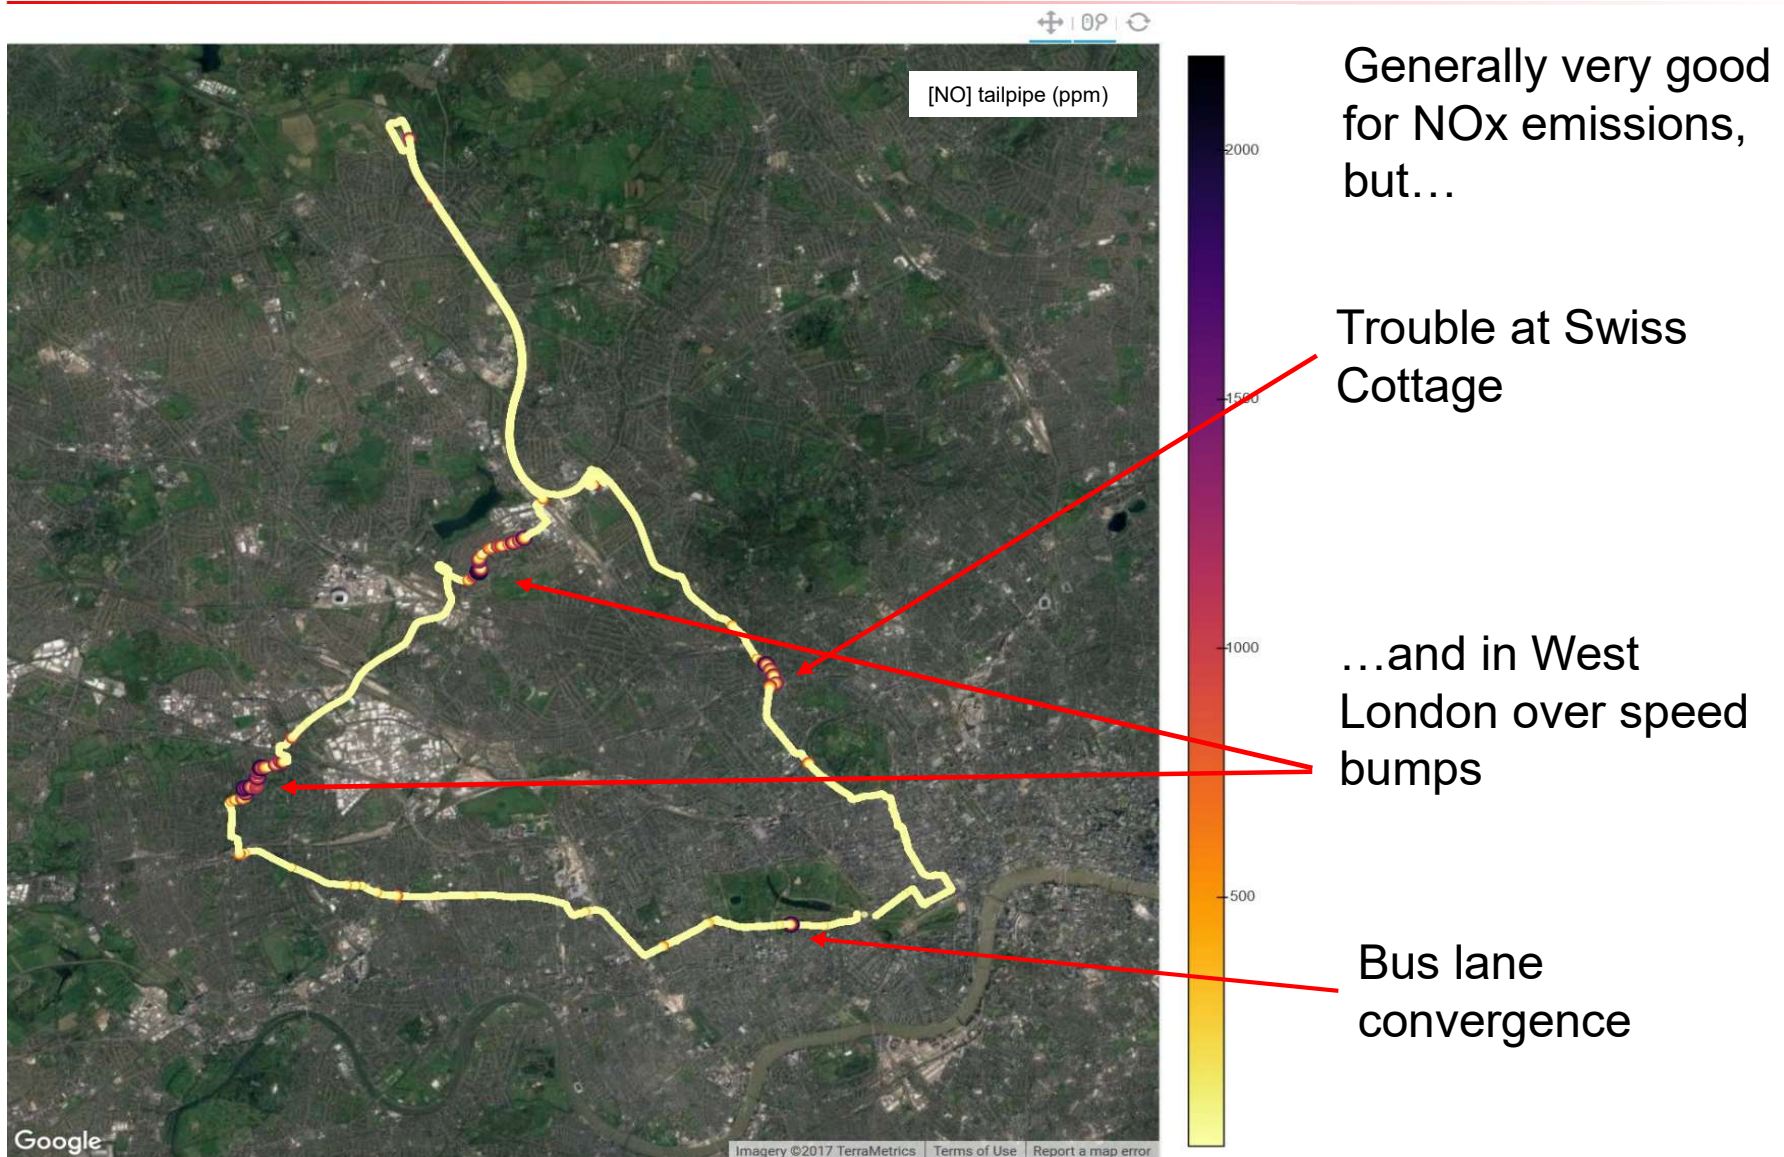 [NO] tailpipe (ppm)
2000
1500
1000
500
Generally very good
for NOx emissions,
but…
Trouble at Swiss
Cottage
…and in West
London over speed
bumps
Bus lane
convergence
Google
Imagery ©2017 TerraMetrics
Terms of Use
Report a map error